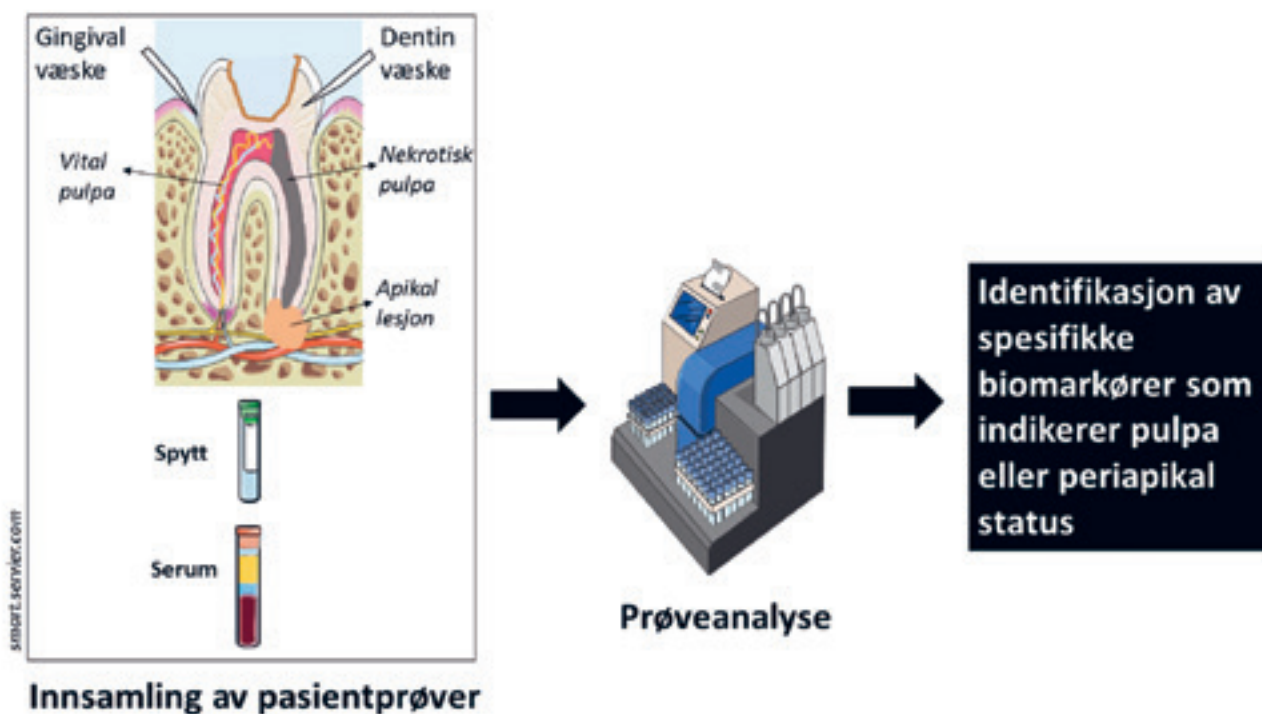 Gingival
væske
Dentin
væske
Vital
pulpa
Nekrotisk
pulpa
Apikal
lesjon
Spytt
Serum
smart.servier.com
Innsamling av pasientprøver
Prøveanalyse
Identifikasjon av
spesifikke
biomarkører som
indikerer pulpa
eller periapikal
status